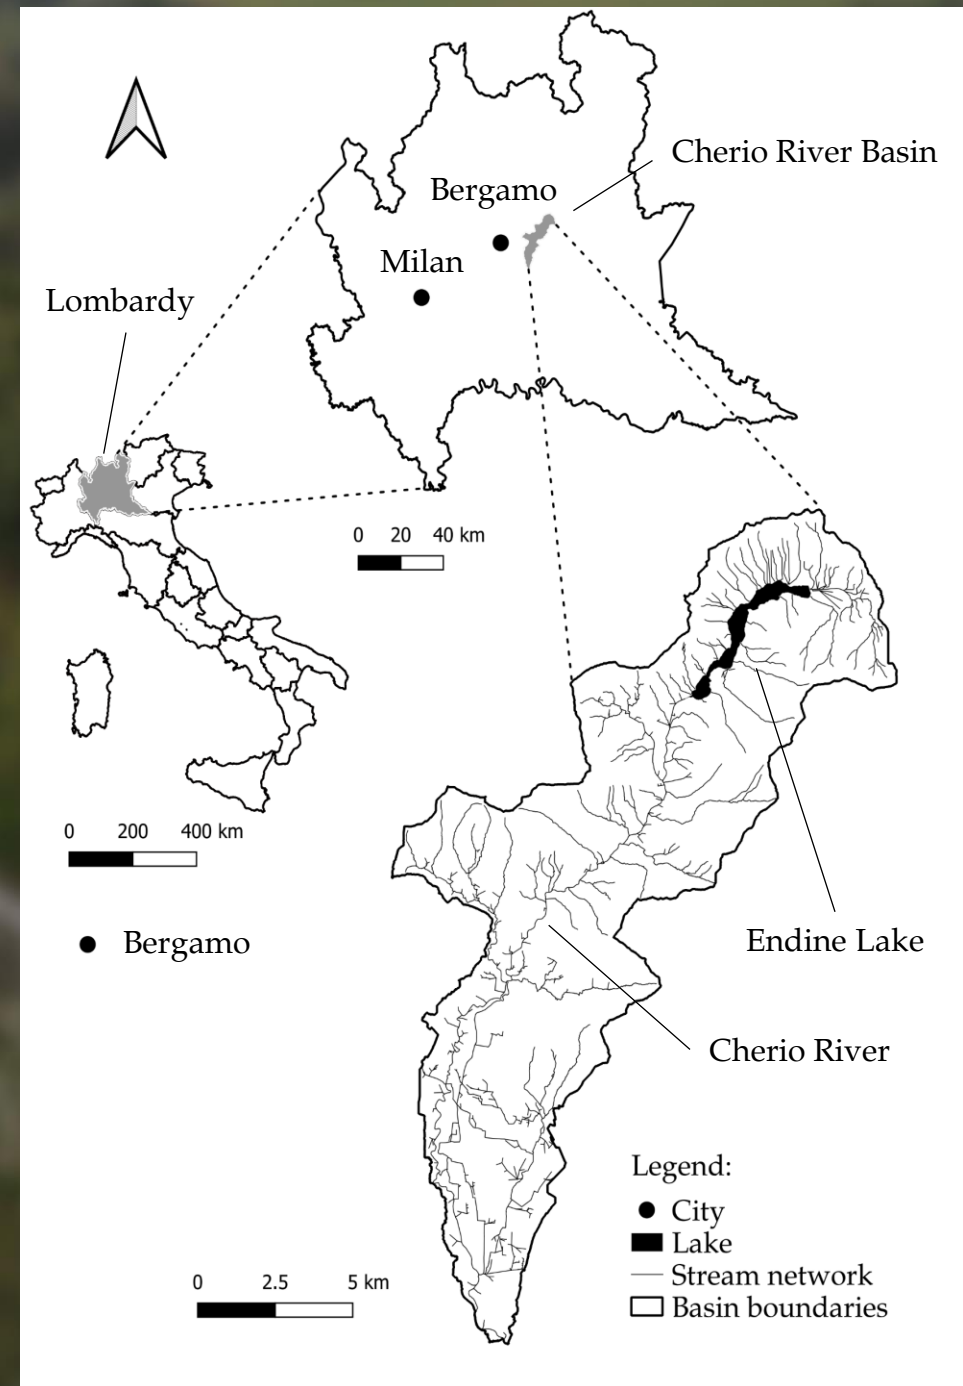 Cherio River Basin
Bergamo
Milan
Lombardy
0 20 40 km
0 200 400 km
Bergamo
Endine Lake
Cherio River
Legend:
City
Lake
Stream network
Basin boundaries
0 2.5 5 km